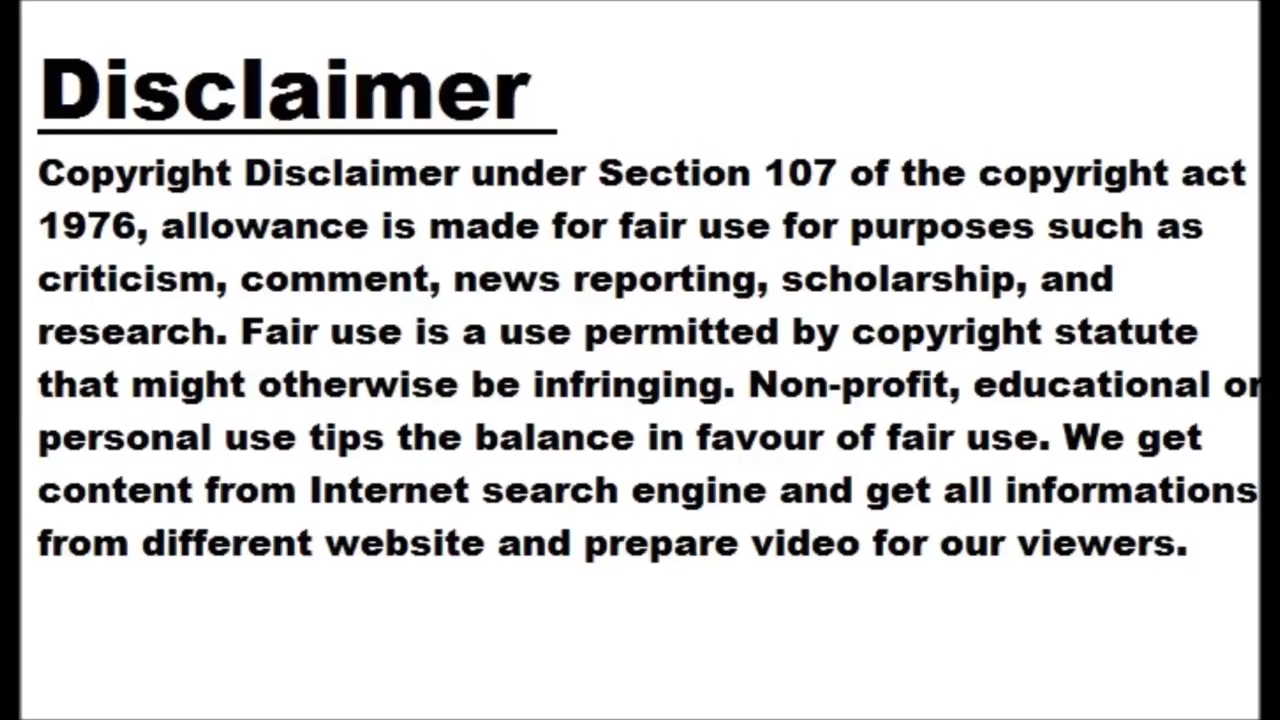 Disclaimer
Copyright Disclaimer under Section 107 of the copyright act
1976, allowance is made for fair use for purposes such as
criticism, comment, news reporting, scholarship, and
research. Fair use is a use permitted by copyright statute
that might otherwise be infringing. Non-profit, educational or
personal use tips the balance in favour of fair use. We get
content from Internet search engine and get all informations
from different website and prepare video for our viewers.